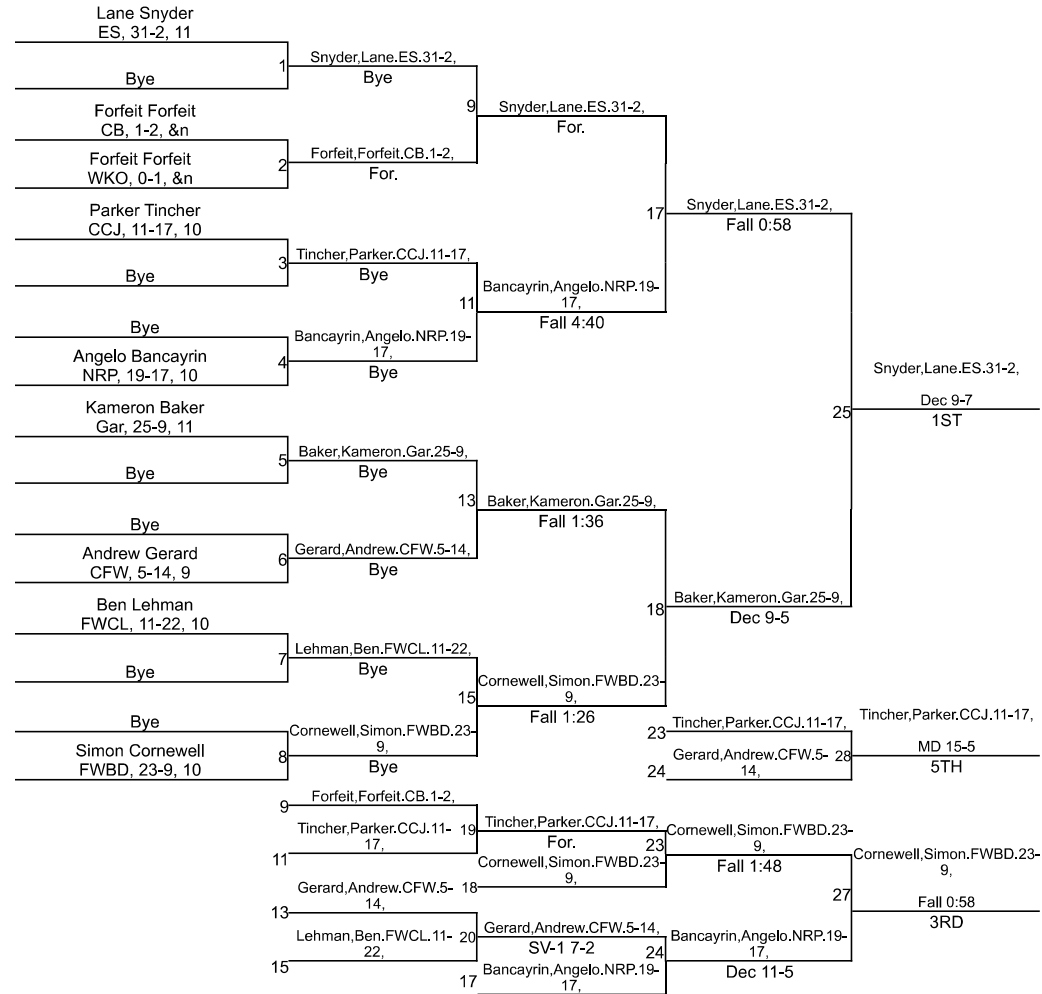 Lane Snyder
ES, 31-2, 11
Bye
1
Snyder,Lane.ES.31-2,
Bye
Forfeit Forfeit
CB, 1-2, &n
Forfeit Forfeit
WKO, 0-1, &n
2
Forfeit,Forfeit.CB.1-2,
For.
9
Snyder,Lane.ES.31-2,
For.
Parker Tincher
CCJ, 11-17, 10
Bye
3
Tincher,Parker.CCJ.11-17,
Bye
Bye
Angelo Bancayrin
NRP, 19-17, 10
4
Bancayrin,Angelo.NRP.19-
17,
Bye
11
Bancayrin,Angelo.NRP.19-
17,
Fall 4:40
17
Snyder,Lane.ES.31-2,
Fall 0:58
Kameron Baker
Gar, 25-9, 11
Bye
5
Baker,Kameron.Gar.25-9,
Bye
Bye
Andrew Gerard
CFW, 5-14, 9
6
Gerard,Andrew.CFW.5-14,
Bye
13
Baker,Kameron.Gar.25-9,
Fall 1:36
Ben Lehman
FWCL, 11-22, 10
Bye
7
Lehman,Ben.FWCL.11-22,
Bye
Bye
Simon Cornewell
FWBD, 23-9, 10
8
Cornewell,Simon.FWBD.23-
9,
Bye
15
Cornewell,Simon.FWBD.23-
9,
Fall 1:26
18
Baker,Kameron.Gar.25-9,
Dec 9-5
25
Snyder,Lane.ES.31-2,
Dec 9-7
1ST
23
Tincher,Parker.CCJ.11-17,
24
Gerard,Andrew.CFW.5-
14,
28
Tincher,Parker.CCJ.11-17,
MD 15-5
5TH
9
Forfeit,Forfeit.CB.1-2,
11
Tincher,Parker.CCJ.11-
17,
19
Tincher,Parker.CCJ.11-17,
For.
18
Cornewell,Simon.FWBD.23-
9,
23
Cornewell,Simon.FWBD.23-
9,
Fall 1:48
13
Gerard,Andrew.CFW.5-
14,
15
Lehman,Ben.FWCL.11-
22,
20
Gerard,Andrew.CFW.5-14,
SV-1 7-2
17
Bancayrin,Angelo.NRP.19-
17,
24
Bancayrin,Angelo.NRP.19-
17,
Dec 11-5
27
Cornewell,Simon.FWBD.23-
9,
Fall 0:58
3RD